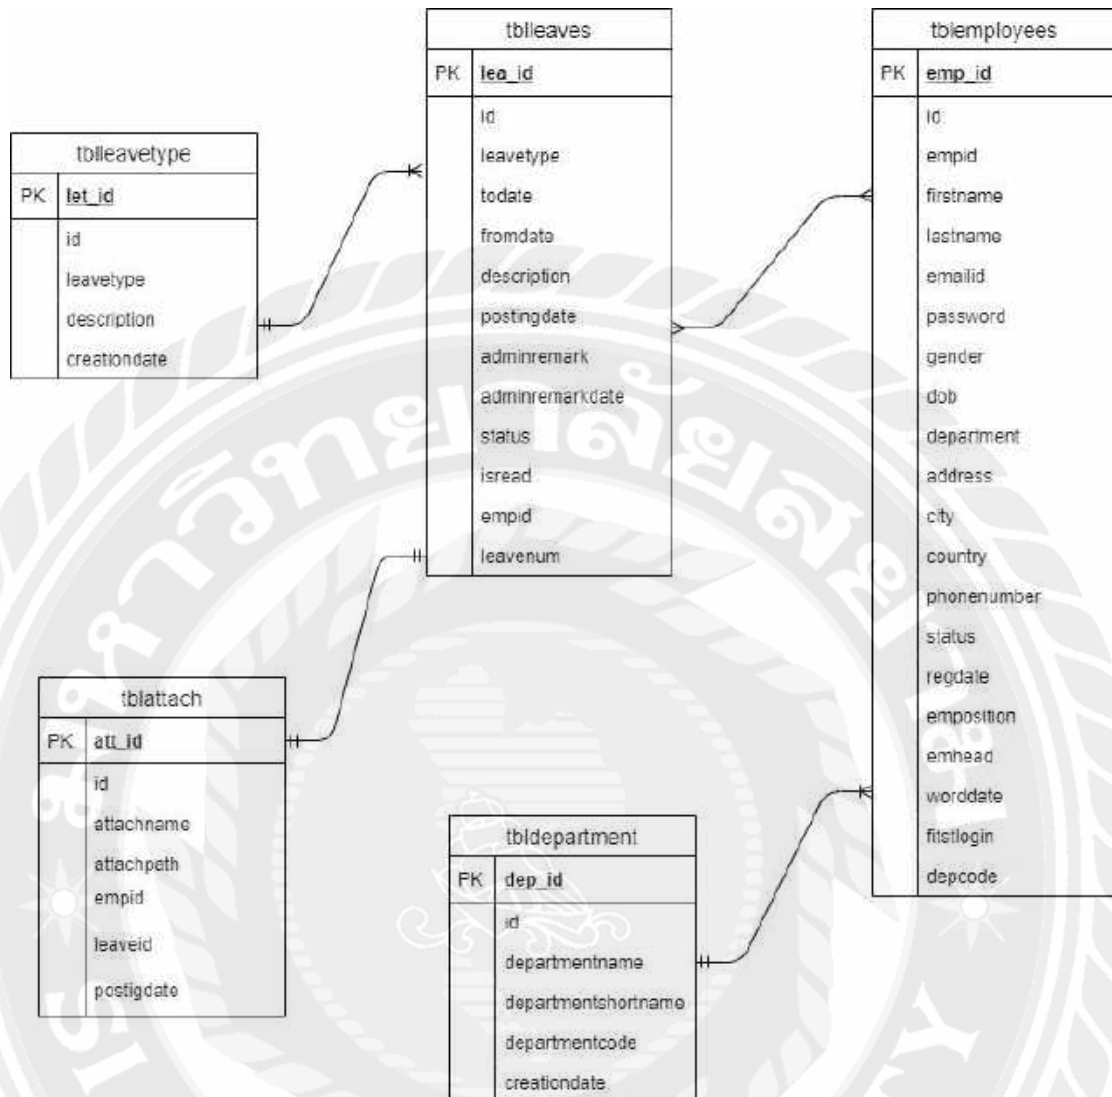 tblleavetype
PK let_id
id
leavetype
description
creationdate
tblleaves
PK lea_id
id
leavetype
todate
fromdate
description
postingdate
adminremark
adminremarkdate
status
isread
empid
leavenum
tblemployees
PK emp_id
id
empid
firstname
lastname
emailid
password
gender
dob
department
address
city
country
phonenumber
status
regdate
emposition
emhead
worddate
fitstlogin
depcode
tblattach
PK att_id
id
attachname
attachpath
empid
leaveid
postigdate
tbldepartment
PK dep_id
id
departmentname
departmentshortname
departmentcode
creationdate